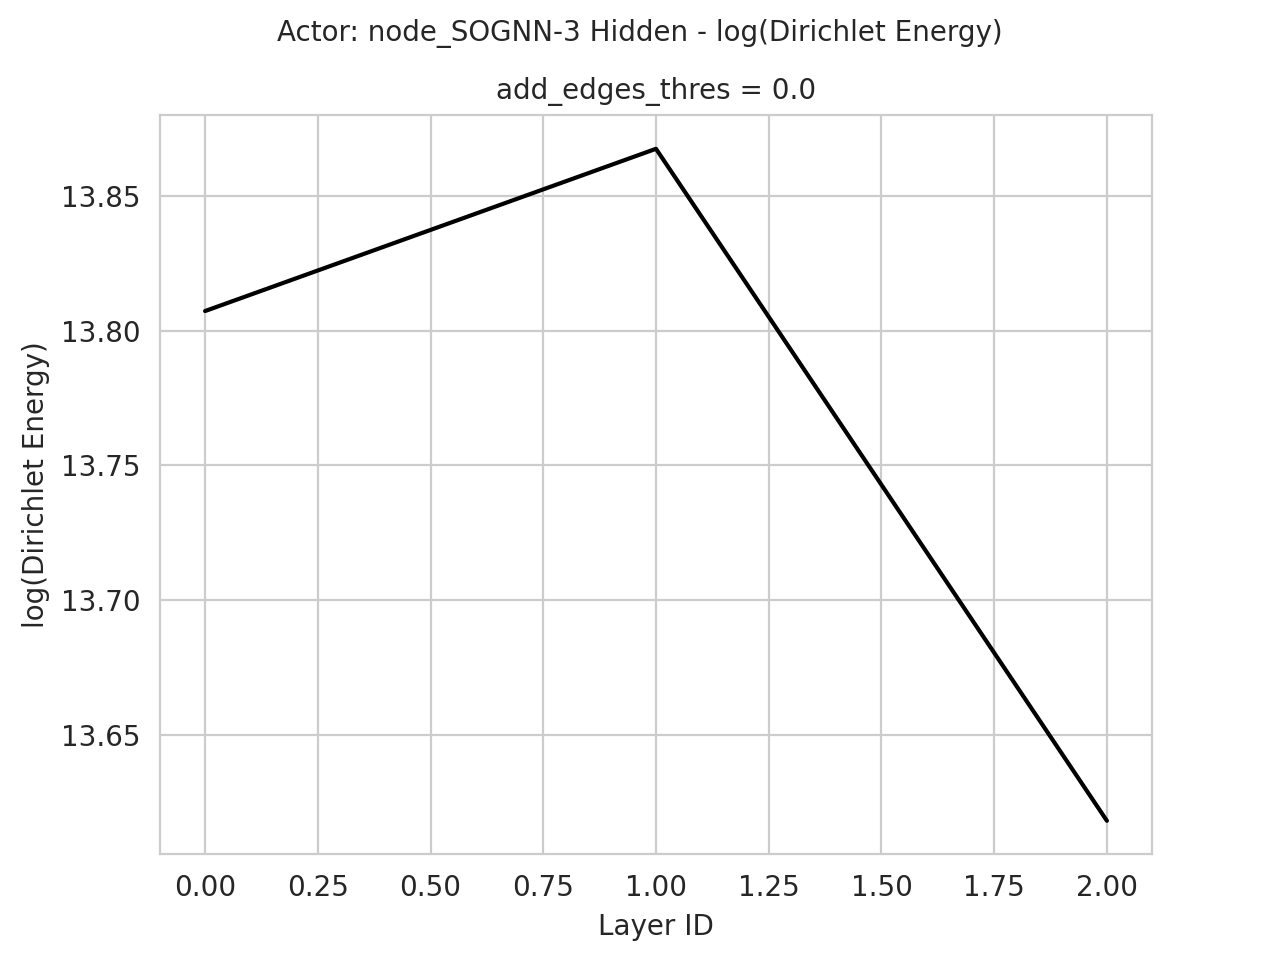 Actor: node_SOGNN-3 Hidden - log(Dirichlet Energy)
add_edges_thres = 0.0
log(Dirichlet Energy)
13.85
13.80
13.75
13.70
13.65
0.00 0.25 0.50 0.75 1.00 1.25 1.50 1.75 2.00
Layer ID